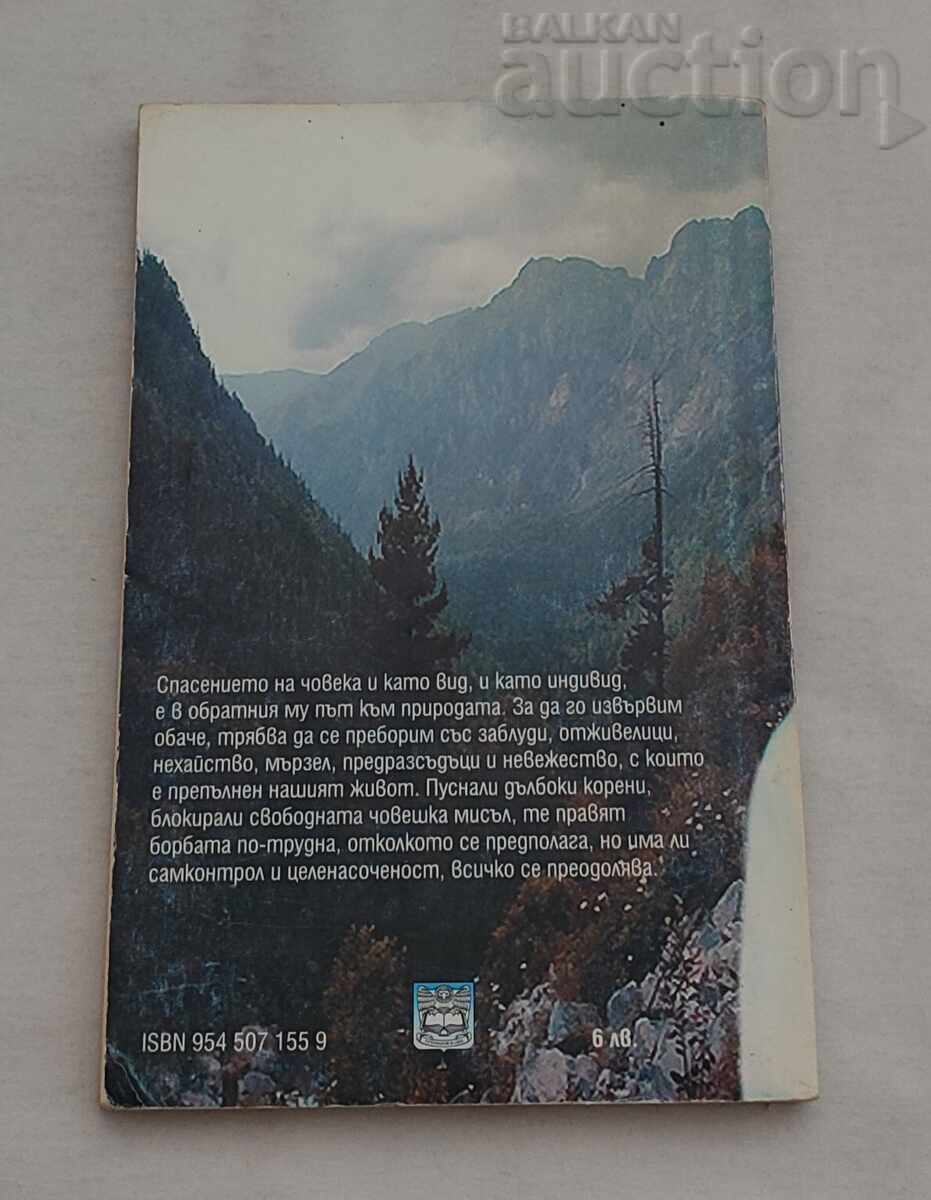 BALKAN
auction
Спасението на човека и като вид, и като индивид,
е в обратния му път към природата. За да го извървим
обаче, трябва да се преборим със заблуди, отживелици,
нехайство, мързел, предразсъдъци и невежество, с които
е препълнен нашият живот. Пуснали дълбоки корени,
блокирали свободната човешка мисъл, те правят
борбата по-трудна, отколкото се предполага, но има ли
самконтрол и целенасоченост, всичко се преодолява.
ISBN 954 507 155 9
6 лв.